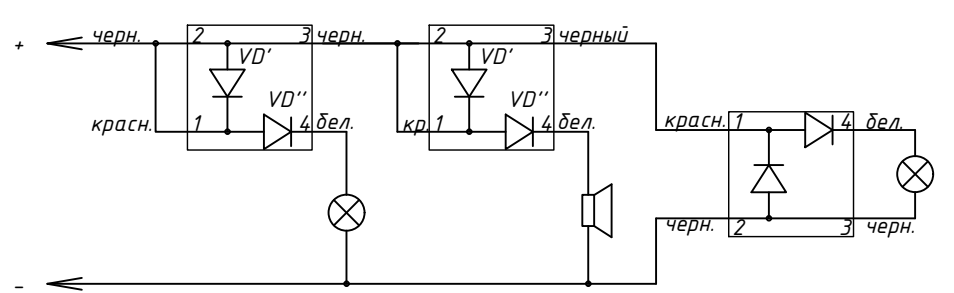 + черн. 2 3 черн. 2 3 черный
VD' VD'
VD'' VD''
красн. 1 4 бел. кр. 1 4 бел. красн. 1 4 бел.
черн. 2 3 черн.
–